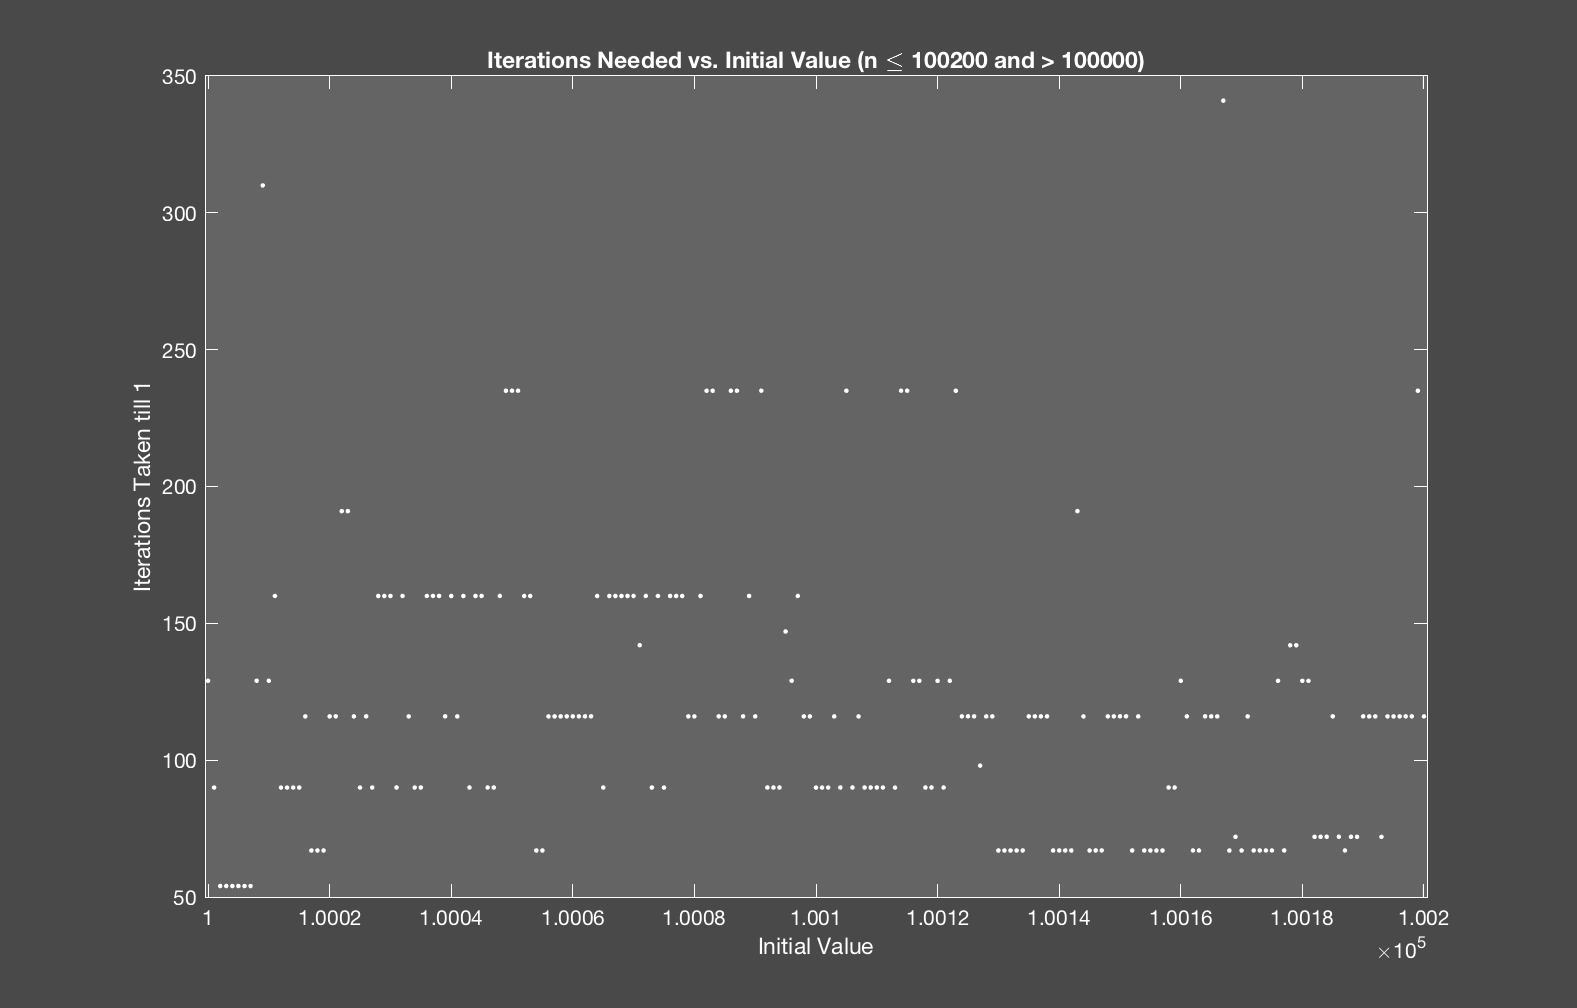 Iterations Needed vs. Initial Value (n ≤ 100200 and > 100000)
350
300
250
200
150
100
50
Iterations Taken till 1
1 1.0002 1.0004 1.0006 1.0008 1.001 1.0012 1.0014 1.0016 1.0018 1.002
Initial Value
×10⁵